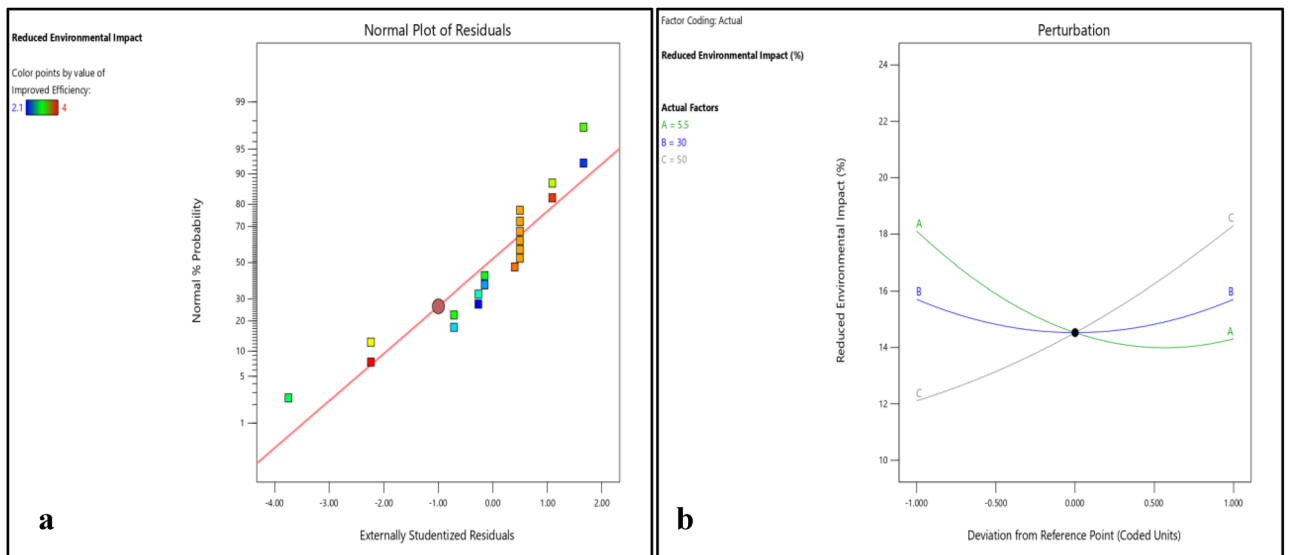 Reduced Environmental Impact
Color points by value of
Improved Efficiency:
2.1 4
Normal Plot of Residuals
Normal % Probability
99
95
90
80
70
50
30
20
10
5
1
-4.00 -3.00 -2.00 -1.00 0.00 1.00 2.00
Externally Studentized Residuals
a
Factor Coding: Actual
Reduced Environmental Impact (%)
Actual Factors
A = 5.5
B = 30
C = 50
Perturbation
Reduced Environmental Impact (%)
24
22
20
18
16
14
12
10
A
B
C
C
B
A
-1.000 -0.500 0.000 0.500 1.000
Deviation from Reference Point (Coded Units)
b